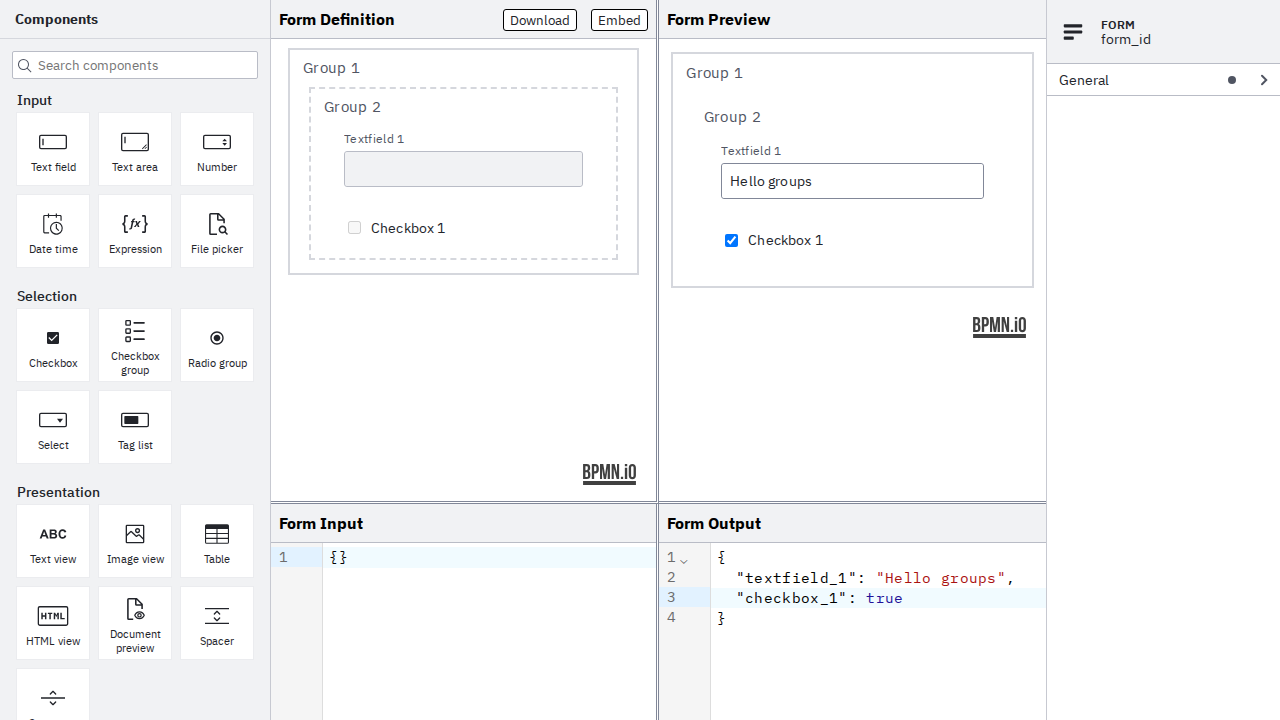 Components
Search components
Input
Text field
Text area
Number
Date time
Expression
File picker
Selection
Checkbox
Checkbox
group
Radio group
Select
Tag list
Presentation
ABC
Text view
Image view
Table
HTML
HTML view
Document
preview
Spacer
Form Definition
Download
Embed
Group 1
Group 2
Textfield 1
Checkbox 1
BPMN.iO
Form Preview
Group 1
Group 2
Textfield 1
Hello groups
Checkbox 1
BPMN.iO
Form Input
1 {}
Form Output
1 {
2 "textfield_1": "Hello groups",
3 "checkbox_1": true
4 }
FORM
form_id
General